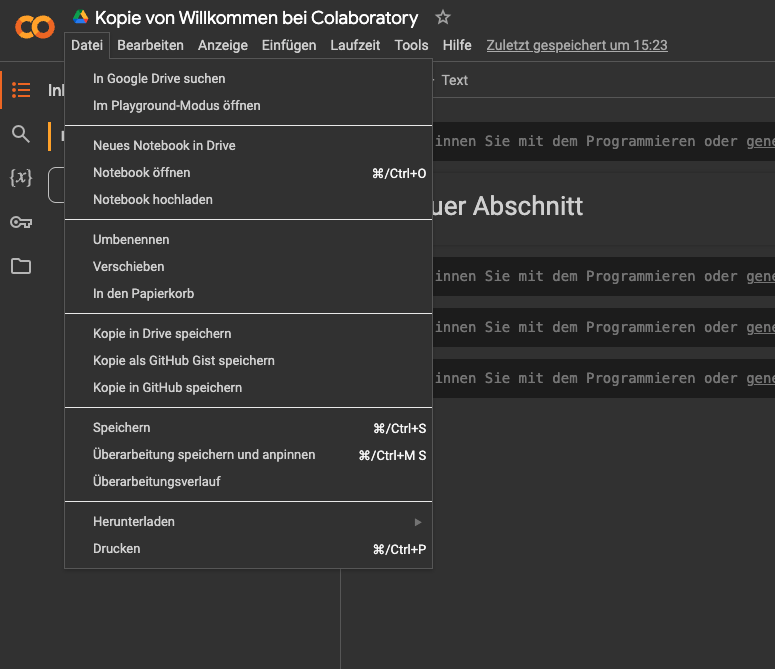 Kopie von Willkommen bei Colaboratory
Datei Bearbeiten Anzeige Einfügen Laufzeit Tools Hilfe Zuletzt gespeichert um 15:23
In Google Drive suchen
Im Playground-Modus öffnen
Neues Notebook in Drive
Notebook öffnen ⌘/Ctrl+O
Notebook hochladen
Umbenennen
Verschieben
In den Papierkorb
Kopie in Drive speichern
Kopie als GitHub Gist speichern
Kopie in GitHub speichern
Speichern ⌘/Ctrl+S
Überarbeitung speichern und anpinnen ⌘/Ctrl+M S
Überarbeitungsverlauf
Herunterladen
Drucken ⌘/Ctrl+P
{x}
Text
innen Sie mit dem Programmieren oder gene
uer Abschnitt
innen Sie mit dem Programmieren oder gene
innen Sie mit dem Programmieren oder gene
innen Sie mit dem Programmieren oder gene